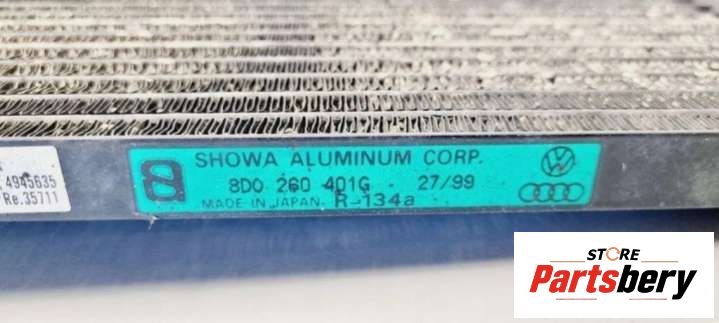 SHOWA ALUMINUM CORP.
8D0 260 401G - 27/99
MADE IN JAPAN. R-134a
4945635
Re.35711
STORE
Partsbery